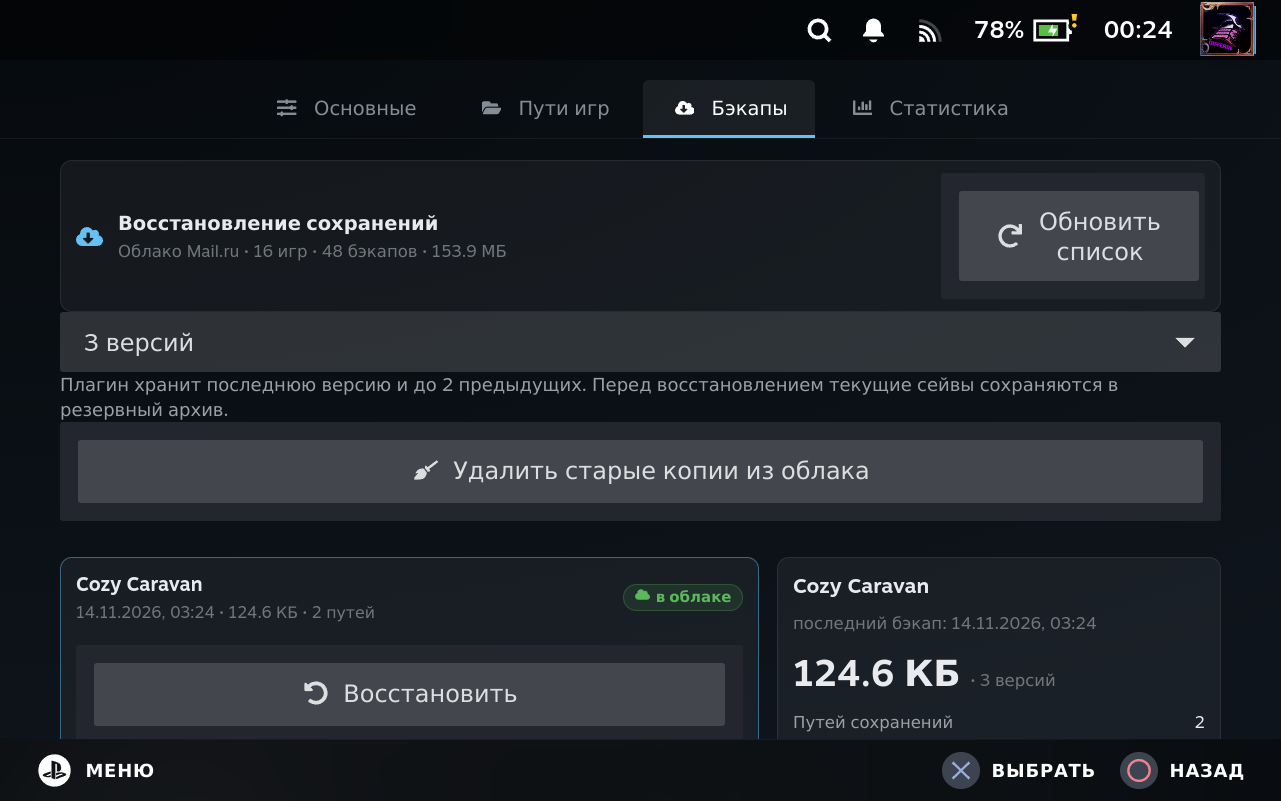 78%
00:24
Основные
Пути игр
Бэкапы
Статистика
Восстановление сохранений
Облако Mail.ru · 16 игр · 48 бэкапов · 153.9 МБ
Обновить
список
3 версий
Плагин хранит последнюю версию и до 2 предыдущих. Перед восстановлением текущие сейвы сохраняются в
резервный архив.
Удалить старые копии из облака
Cozy Caravan
14.11.2026, 03:24 · 124.6 КБ · 2 путей
в облаке
Восстановить
Cozy Caravan
последний бэкап: 14.11.2026, 03:24
124.6 КБ · 3 версий
Путей сохранений 2
МЕНЮ
ВЫБРАТЬ
НАЗАД